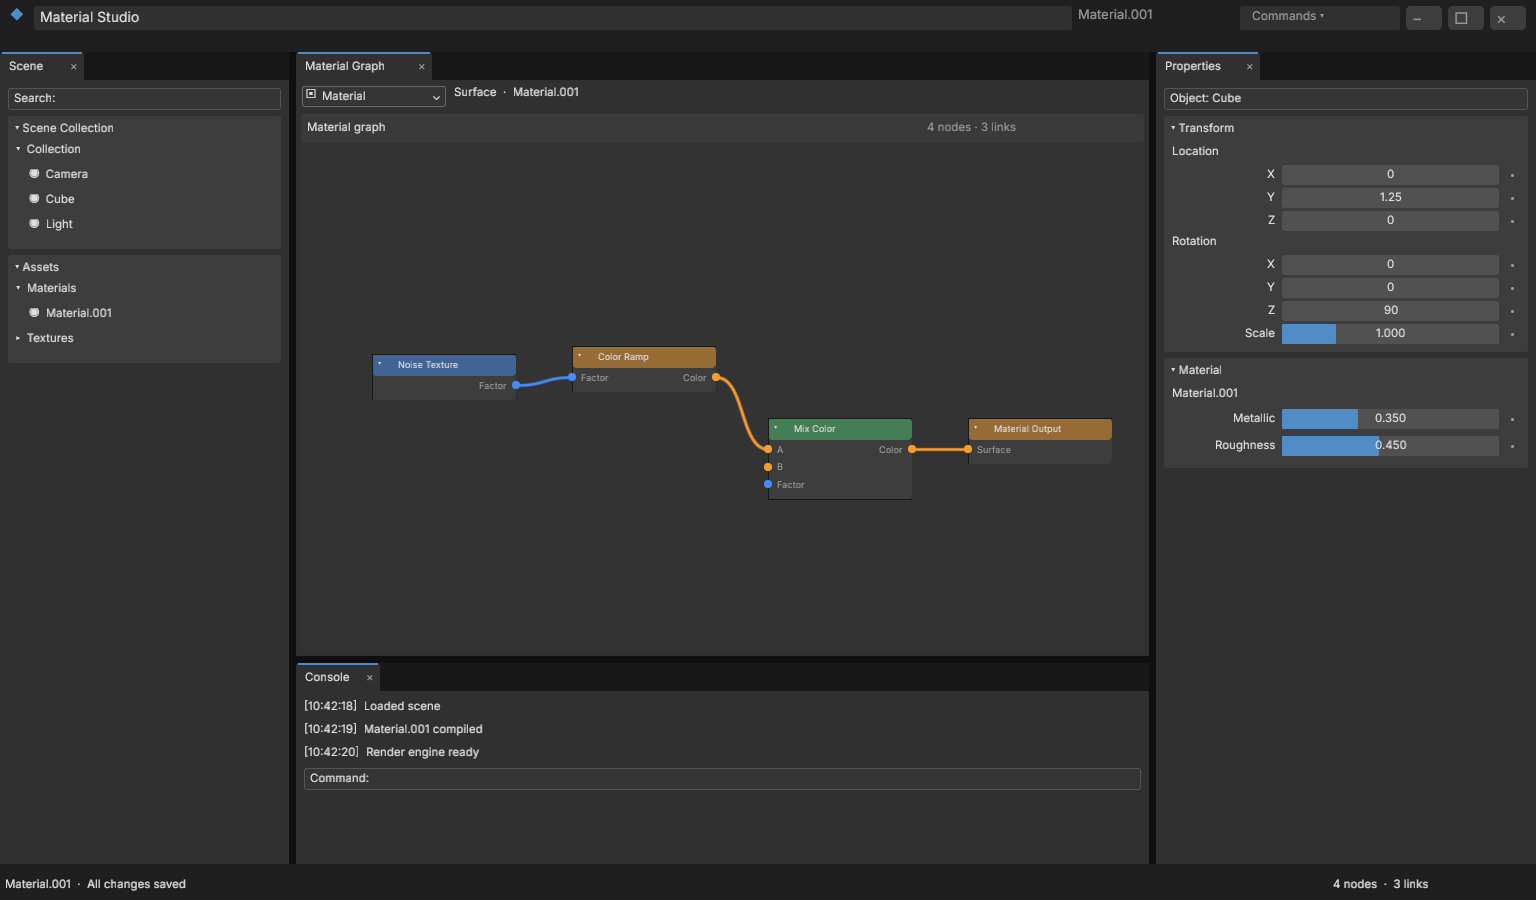 Material Studio
Material.001
Commands
Scene
Search:
Scene Collection
Collection
Camera
Cube
Light
Assets
Materials
Material.001
Textures
Material Graph
Material
Surface · Material.001
Material graph
4 nodes · 3 links
Noise Texture
Factor
Color Ramp
Factor Color
Mix Color
A Color
B
Factor
Material Output
Surface
Console
[10:42:18] Loaded scene
[10:42:19] Material.001 compiled
[10:42:20] Render engine ready
Command:
Properties
Object: Cube
Transform
Location
X 0
Y 1.25
Z 0
Rotation
X 0
Y 0
Z 90
Scale 1.000
Material
Material.001
Metallic 0.350
Roughness 0.450
Material.001 · All changes saved
4 nodes · 3 links